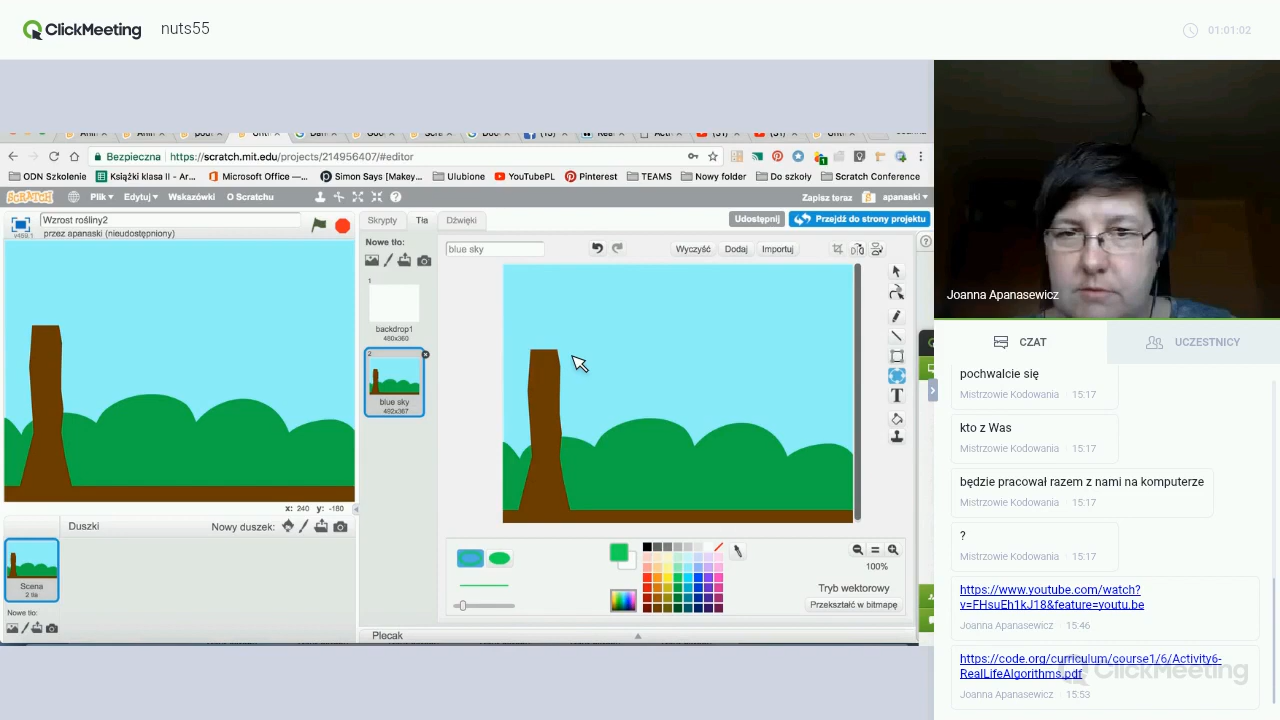 ClickMeeting
nuts55
01:01:02
Bezpieczna
https://scratch.mit.edu/projects/214956407/#editor
ODN Szkolenie
Książki klasa II - Ar...
Microsoft Office —...
Simon Says [Makey...
Ulubione
YouTubePL
Pinterest
TEAMS
Nowy folder
Do szkoły
Scratch Conference
SCRATCH
Plik
Edytuj
Wskazówki
O Scratchu
Zapisz teraz
apanaski
v459.1
Wzrost rośliny2
przez apanaski (nieudostępniony)
Skrypty
Tła
Dźwięki
Udostępnij
Przejdź do strony projektu
Nowe tło:
1
backdrop1
480x360
2
blue sky
492x367
blue sky
Wyczyść
Dodaj
Importuj
T
x: 240 y: -180
Duszki
Nowy duszek:
Scena
2 tła
Nowe tło:
100%
Tryb wektorowy
Przekształć w bitmapę
Plecak
Joanna Apanasewicz
CZAT
UCZESTNICY
pochwalcie się
Mistrzowie Kodowania 15:17
kto z Was
Mistrzowie Kodowania 15:17
będzie pracował razem z nami na komputerze
Mistrzowie Kodowania 15:17
?
Mistrzowie Kodowania 15:17
https://www.youtube.com/watch?
v=FHsuEh1kJ18&feature=youtu.be
Joanna Apanasewicz 15:46
https://code.org/curriculum/course1/6/Activity6-
RealLifeAlgorithms.pdf
Joanna Apanasewicz 15:53
ClickMeeting